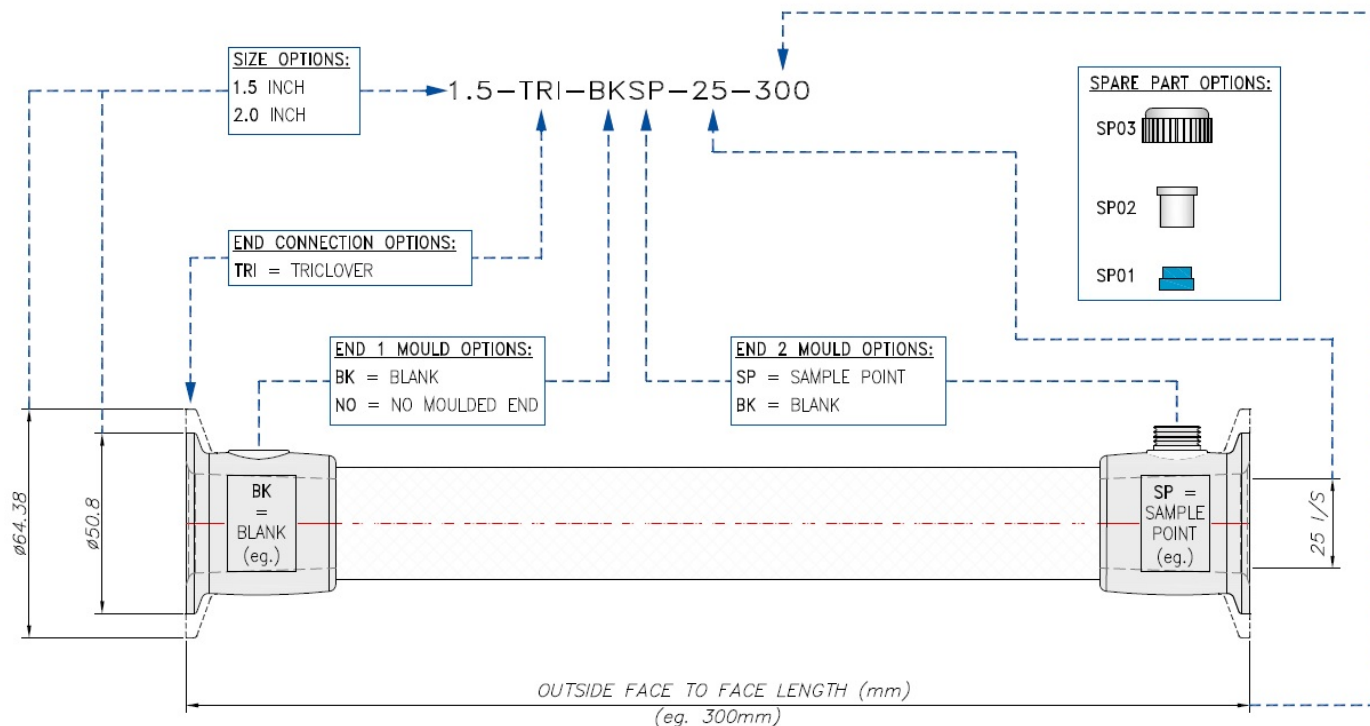 SIZE OPTIONS:
1.5 INCH
2.0 INCH
1.5-TRI-BKSP-25-300
SPARE PART OPTIONS:
SP03
SP02
SP01
END CONNECTION OPTIONS:
TRI = TRICLOVER
END 1 MOULD OPTIONS:
BK = BLANK
NO = NO MOULDED END
END 2 MOULD OPTIONS:
SP = SAMPLE POINT
BK = BLANK
Ø64.38
Ø50.8
BK
=
BLANK
(eg.)
SP =
SAMPLE
POINT
(eg.)
25 I/S
OUTSIDE FACE TO FACE LENGTH (mm)
(eg. 300mm)